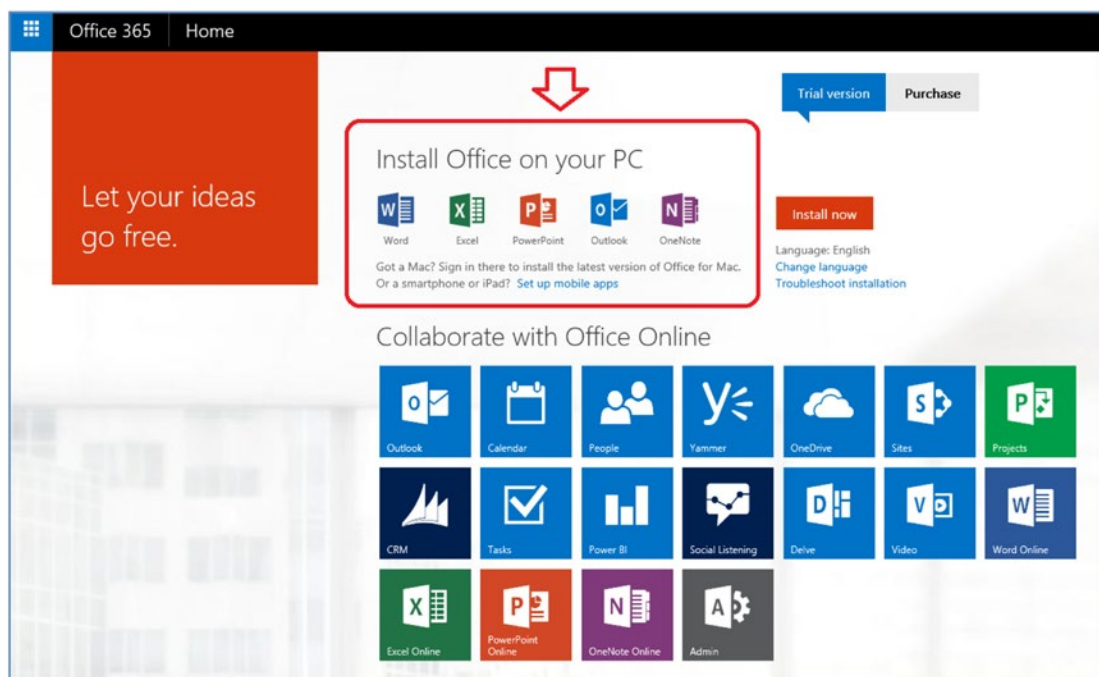 Office 365
Home
Let your ideas
go free.
Trial version
Purchase
Install Office on your PC
Word
Excel
PowerPoint
Outlook
OneNote
Got a Mac? Sign in there to install the latest version of Office for Mac.
Or a smartphone or iPad? Set up mobile apps
Install now
Language: English
Change language
Troubleshoot installation
Collaborate with Office Online
Outlook
Calendar
People
Yammer
OneDrive
Sites
Projects
CRM
Tasks
Power BI
Social Listening
Delve
Video
Word Online
Excel Online
PowerPoint
Online
OneNote Online
Admin